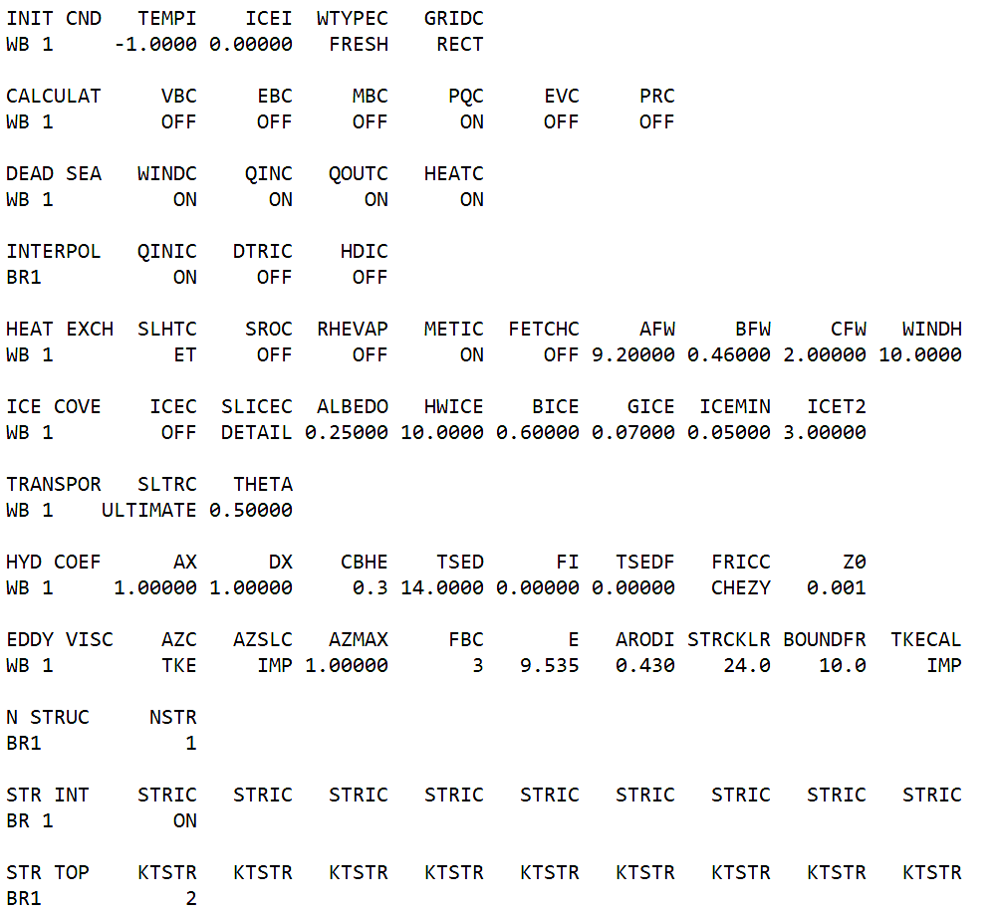 INIT CND   TEMPI    ICEI  WTYPEC   GRIDC
WB 1     -1.0000 0.00000   FRESH    RECT

CALCULAT     VBC     EBC     MBC     PQC     EVC     PRC
WB 1         OFF     OFF     OFF      ON     OFF     OFF

DEAD SEA   WINDC    QINC   QOUTC   HEATC
WB 1          ON      ON      ON      ON

INTERPOL   QINIC   DTRIC    HDIC
BR1           ON     OFF     OFF

HEAT EXCH  SLHTC    SROC  RHEVAP   METIC  FETCHC     AFW     BFW     CFW   WINDH
WB 1          ET     OFF     OFF      ON     OFF 9.20000 0.46000 2.00000 10.0000

ICE COVE    ICEC  SLICEC  ALBEDO   HWICE    BICE    GICE  ICEMIN   ICET2
WB 1         OFF  DETAIL 0.25000 10.0000 0.60000 0.07000 0.05000 3.00000

TRANSPOR   SLTRC   THETA
WB 1    ULTIMATE 0.50000

HYD COEF      AX      DX    CBHE    TSED      FI   TSEDF   FRICC      Z0
WB 1     1.00000 1.00000     0.3 14.0000 0.00000 0.00000   CHEZY   0.001

EDDY VISC    AZC   AZSLC   AZMAX     FBC       E   ARODI STRCKLR BOUNDFR  TKECAL
WB 1         TKE     IMP 1.00000       3   9.535   0.430    24.0    10.0     IMP

N STRUC     NSTR
BR1            1

STR INT    STRIC   STRIC   STRIC   STRIC   STRIC   STRIC   STRIC   STRIC   STRIC
BR 1          ON

STR TOP    KTSTR   KTSTR   KTSTR   KTSTR   KTSTR   KTSTR   KTSTR   KTSTR   KTSTR
BR1            2